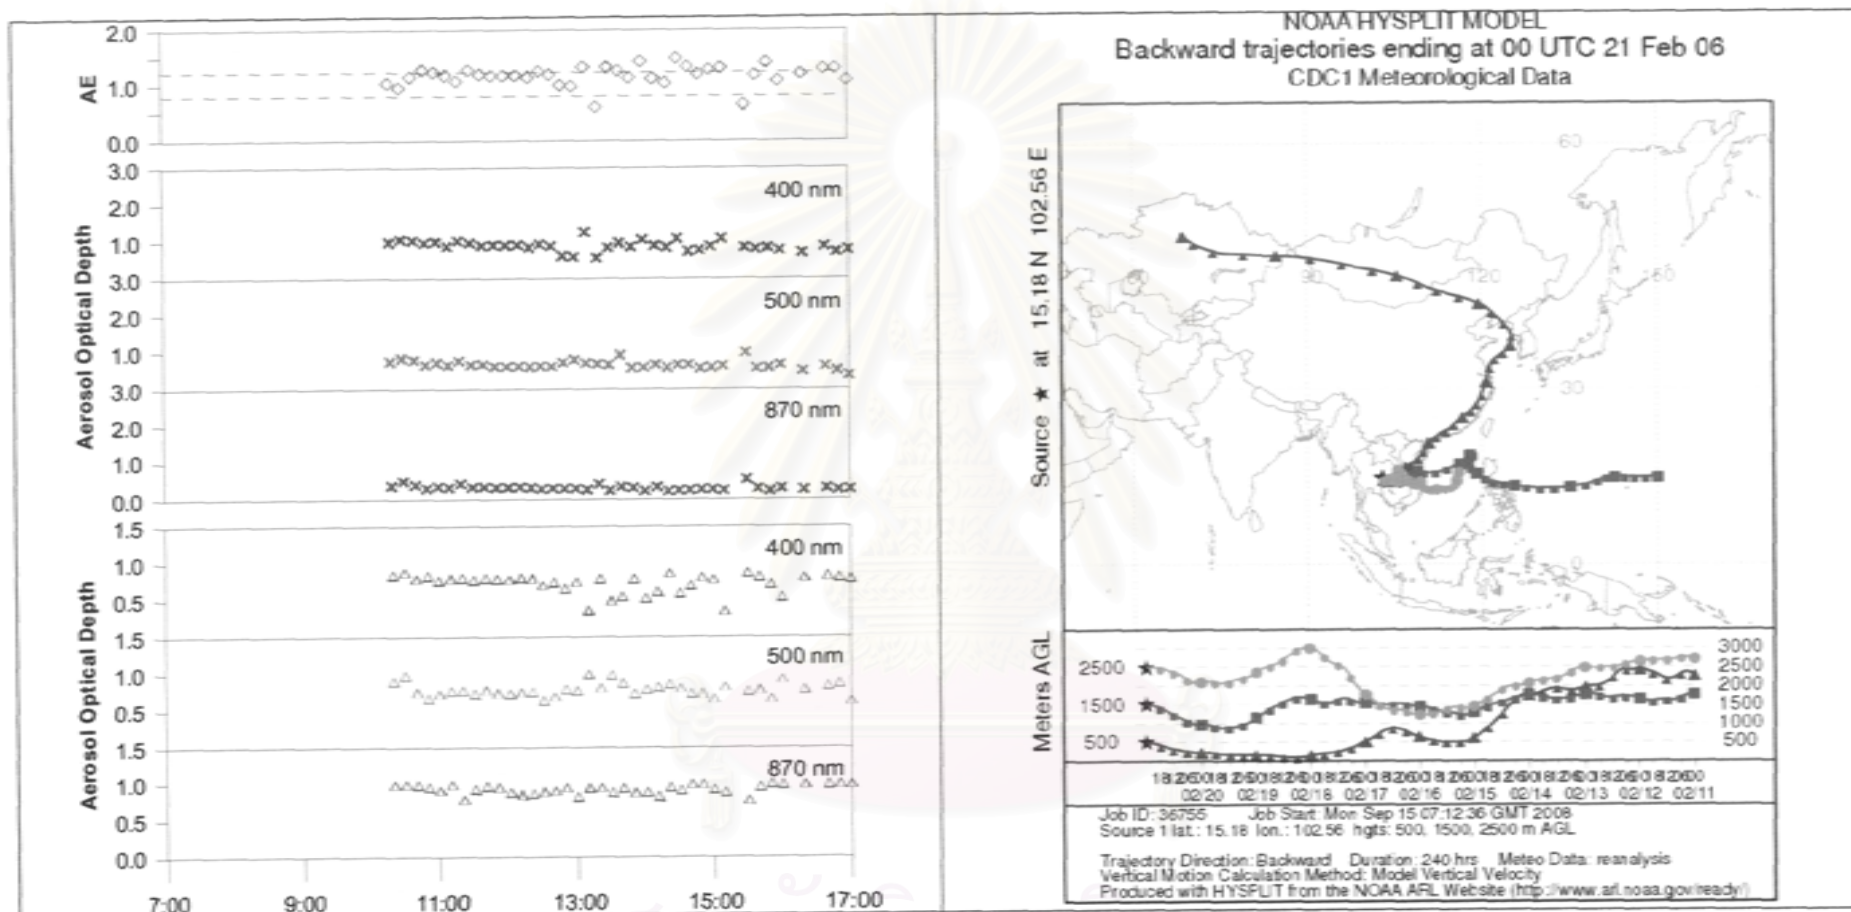 2.0
AE
1.0
0.0
3.0
400 nm
2.0
1.0
3.0
500 nm
2.0
1.0
3.0
870 nm
2.0
1.0
0.0
Aerosol Optical Depth
Aerosol Optical Depth
1.5
400 nm
1.0
0.5
1.5
500 nm
1.0
0.5
1.5
870 nm
1.0
0.5
0.0
Aerosol Optical Depth
7:00 9:00 11:00 13:00 15:00 17:00
NOAA HYSPLIT MODEL
Backward trajectories ending at 00 UTC 21 Feb 06
CDC1 Meteorological Data
Source ★ at 15.18 N 102.56 E
60
90 120 150
30
0
Meters AGL
2500
1500
500
3000
2500
2000
1500
1000
500
02/20 02/19 02/18 02/17 02/16 02/15 02/14 02/13 02/12 02/11
Job ID: 36755 Job Start: Mon Sep 15 07:12:36 GMT 2008
Source 1 lat.: 15.18 lon.: 102.56 hgts: 500, 1500, 2500 m AGL
Trajectory Direction: Backward Duration: 240 hrs Meteo Data: reanalysis
Vertical Motion Calculation Method: Model Vertical Velocity
Produced with HYSPLIT from the NOAA ARL Website (http://www.arl.noaa.gov/ready/)